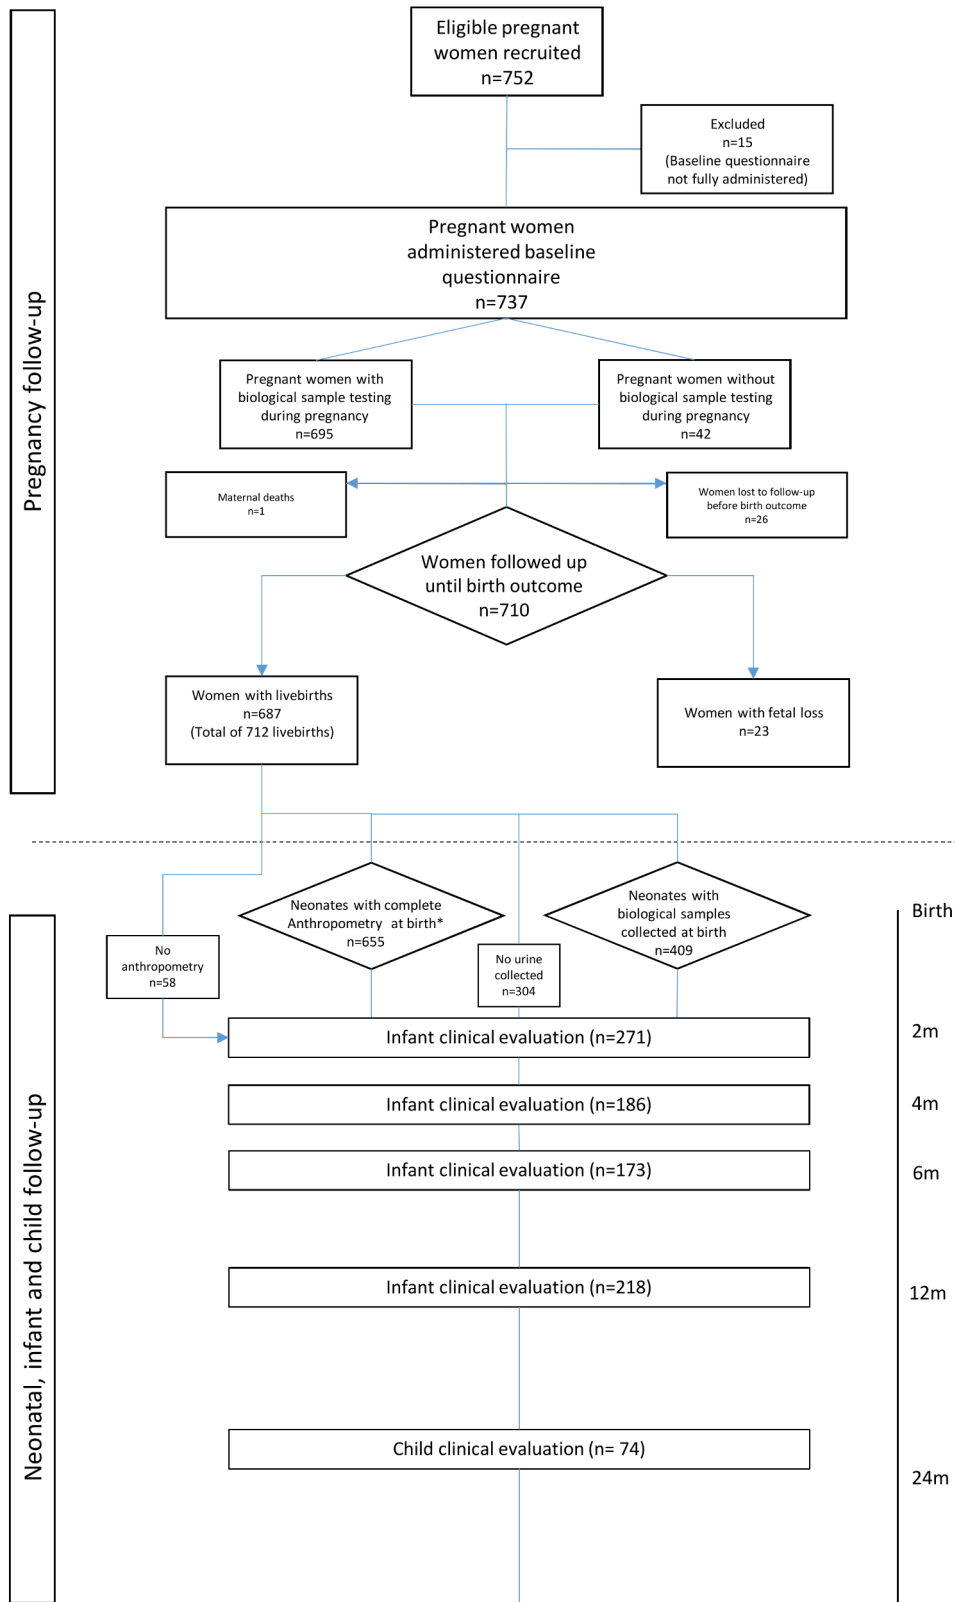 Eligible pregnant
women recruited
n=752
Excluded
n=15
(Baseline questionnaire
not fully administered)
Pregnant women
administered baseline
questionnaire
n=737
Pregnancy follow-up
Pregnant women with
biological sample testing
during pregnancy
n=695
Pregnant women without
biological sample testing
during pregnancy
n=42
Maternal deaths
n=1
Women lost to follow-up
before birth outcome
n=26
Women followed up
until birth outcome
n=710
Women with livebirths
n=687
(Total of 712 livebirths)
Women with fetal loss
n=23
Neonatal, infant and child follow-up
No
anthropometry
n=58
Neonates with complete
Anthropometry at birth*
n=655
No urine
collected
n=304
Neonates with
biological samples
collected at birth
n=409
Birth
Infant clinical evaluation (n=271)
2m
Infant clinical evaluation (n=186)
4m
Infant clinical evaluation (n=173)
6m
Infant clinical evaluation (n=218)
12m
Child clinical evaluation (n= 74)
24m